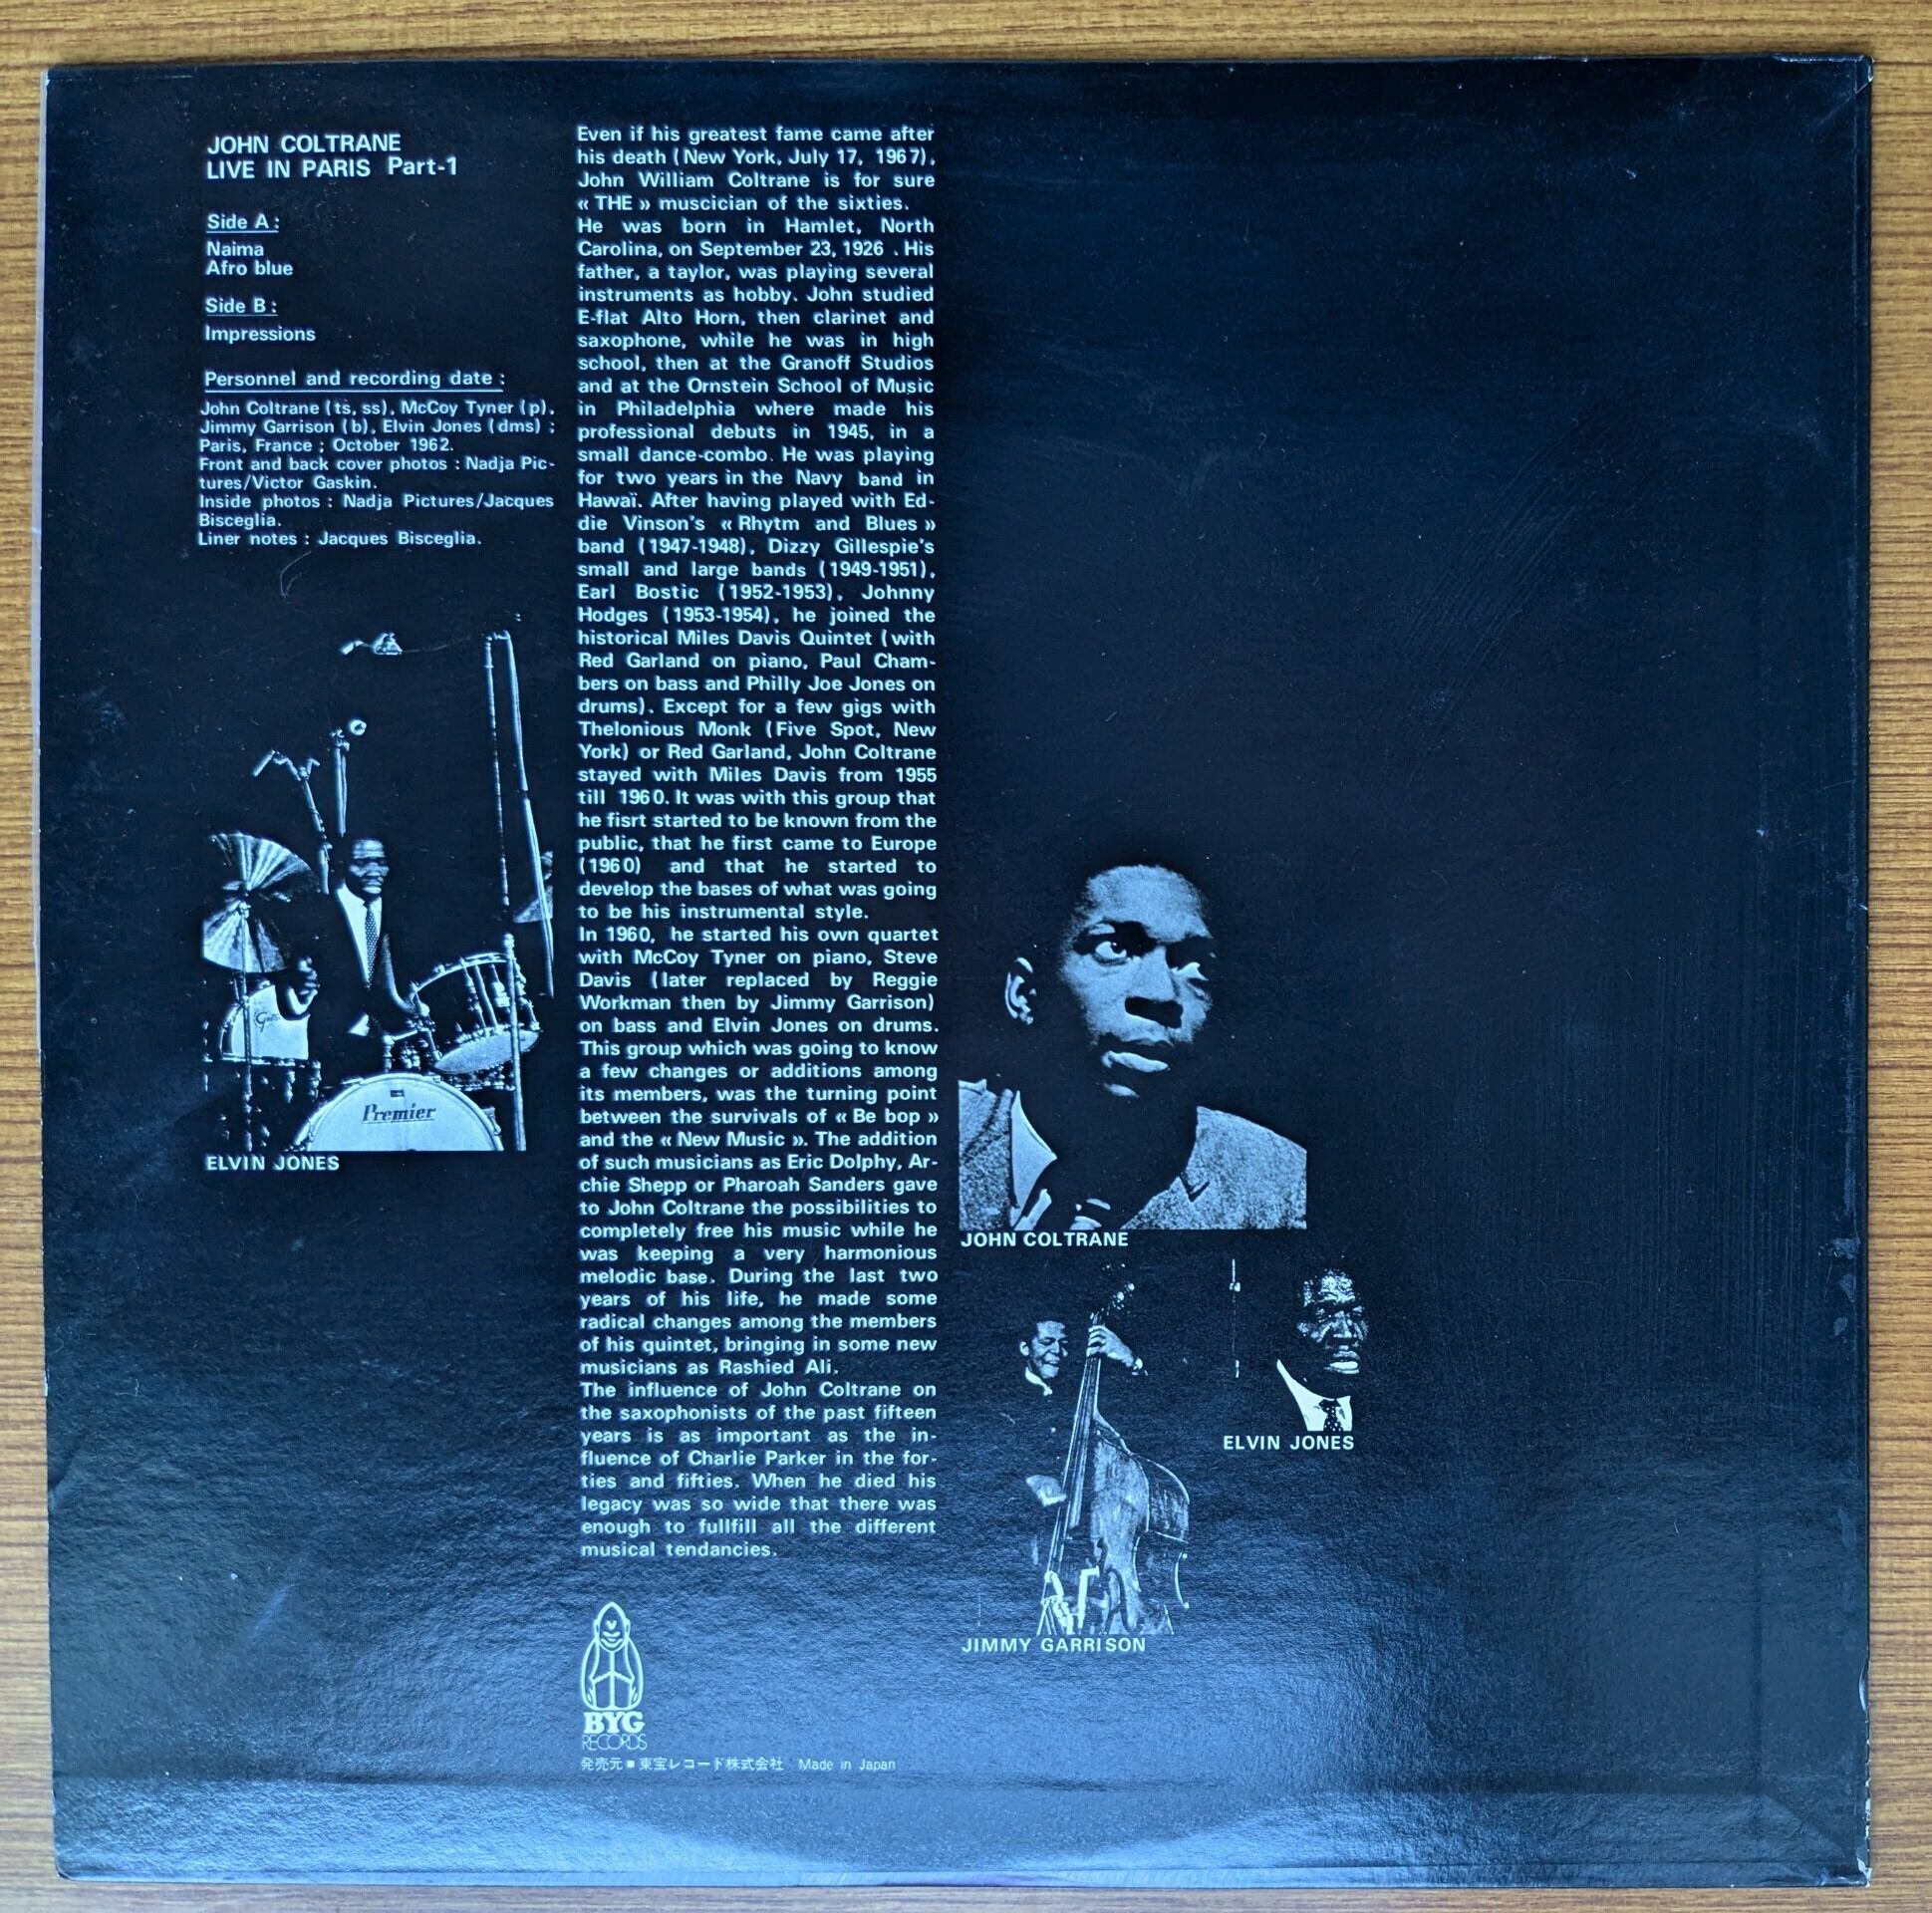 JOHN COLTRANE
LIVE IN PARIS Part-1
Side A :
Naima
Afro blue
Side B :
Impressions
Personnel and recording date :
John Coltrane (ts, ss), McCoy Tyner (p),
Jimmy Garrison (b), Elvin Jones (dms) ;
Paris, France ; October 1962.
Front and back cover photos : Nadja Pic-
tures/Victor Gaskin.
Inside photos : Nadja Pictures/Jacques
Bisceglia.
Liner notes : Jacques Bisceglia.
Premier
ELVIN JONES
Even if his greatest fame came after
his death (New York, July 17, 1967),
John William Coltrane is for sure
« THE » muscician of the sixties.
He was born in Hamlet, North
Carolina, on September 23, 1926 . His
father, a taylor, was playing several
instruments as hobby. John studied
E-flat Alto Horn, then clarinet and
saxophone, while he was in high
school, then at the Granoff Studios
and at the Ornstein School of Music
in Philadelphia where made his
professional debuts in 1945, in a
small dance-combo. He was playing
for two years in the Navy band in
Hawaï. After having played with Ed-
die Vinson's « Rhytm and Blues »
band (1947-1948), Dizzy Gillespie's
small and large bands (1949-1951),
Earl Bostic (1952-1953), Johnny
Hodges (1953-1954), he joined the
historical Miles Davis Quintet (with
Red Garland on piano, Paul Cham-
bers on bass and Philly Joe Jones on
drums). Except for a few gigs with
Thelonious Monk (Five Spot, New
York) or Red Garland, John Coltrane
stayed with Miles Davis from 1955
till 1960. It was with this group that
he fisrt started to be known from the
public, that he first came to Europe
(1960) and that he started to
develop the bases of what was going
to be his instrumental style.
In 1960, he started his own quartet
with McCoy Tyner on piano, Steve
Davis (later replaced by Reggie
Workman then by Jimmy Garrison)
on bass and Elvin Jones on drums.
This group which was going to know
a few changes or additions among
its members, was the turning point
between the survivals of « Be bop »
and the « New Music ». The addition
of such musicians as Eric Dolphy, Ar-
chie Shepp or Pharoah Sanders gave
to John Coltrane the possibilities to
completely free his music while he
was keeping a very harmonious
melodic base. During the last two
years of his life, he made some
radical changes among the members
of his quintet, bringing in some new
musicians as Rashied Ali.
The influence of John Coltrane on
the saxophonists of the past fifteen
years is as important as the in-
fluence of Charlie Parker in the for-
ties and fifties. When he died his
legacy was so wide that there was
enough to fullfill all the different
musical tendancies.
JOHN COLTRANE
ELVIN JONES
JIMMY GARRISON
BYG
RECORDS
発売元■東宝レコード株式会社 Made in Japan